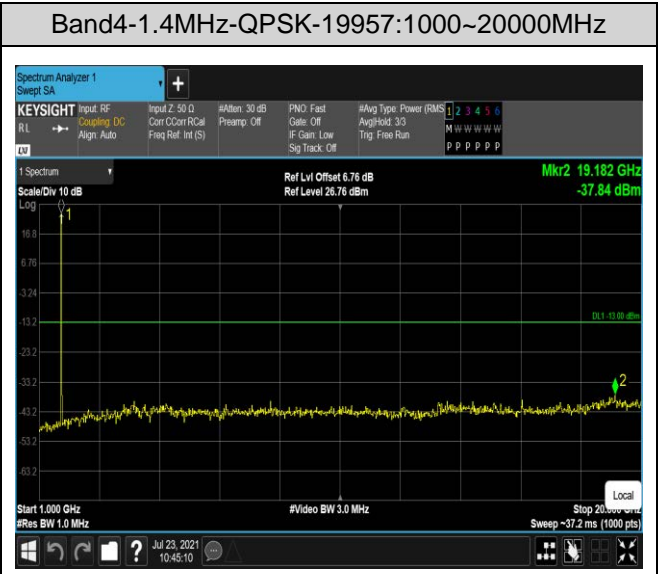 Band4-1.4MHz-QPSK-19957:1000~20000MHz
Spectrum Analyzer 1
Swept SA
+
KEYSIGHT
RL
Input: RF
Coupling: DC
Align: Auto
Input Z: 50 Ω
Corr CCorr RCal
Freq Ref: Int (S)
#Atten: 30 dB
Preamp: Off
PNO: Fast
Gate: Off
IF Gain: Low
Sig Track: Off
#Avg Type: Power (RMS
Avg|Hold: 3/3
Trig: Free Run
1 2 3 4 5 6
M W W W W W
P P P P P P
1 Spectrum
Scale/Div 10 dB
Log
Ref Lvl Offset 6.76 dB
Ref Level 26.76 dBm
Mkr2 19.182 GHz
-37.84 dBm
1
16.8
6.76
-3.24
-13.2
DL1 -13.00 dBm
-23.2
-33.2
2
-43.2
-53.2
-63.2
Local
Start 1.000 GHz
#Res BW 1.0 MHz
#Video BW 3.0 MHz
Stop 20.000 GHz
Sweep ~37.2 ms (1000 pts)
?
Jul 23, 2021
10:45:10